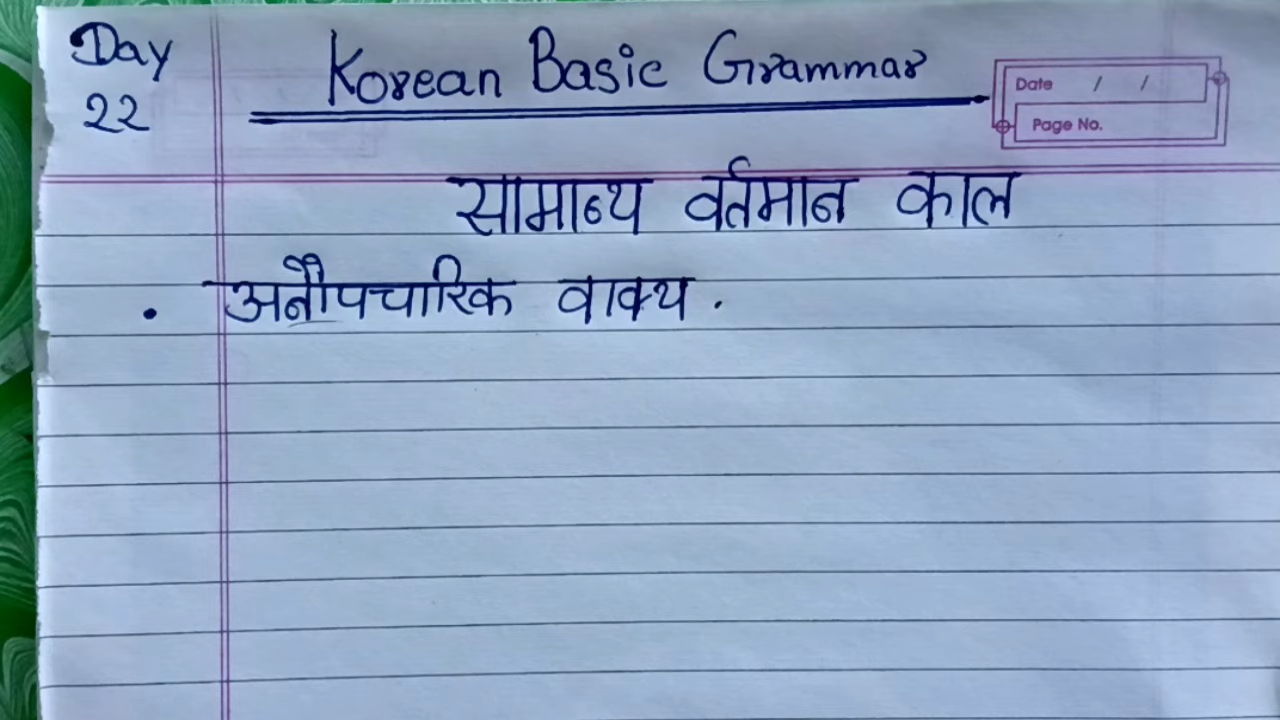 Day
22
Korean Basic Grammar
Date / /
Page No.
सामान्य वर्तमान काल
. अनौपचारिक वाक्य .